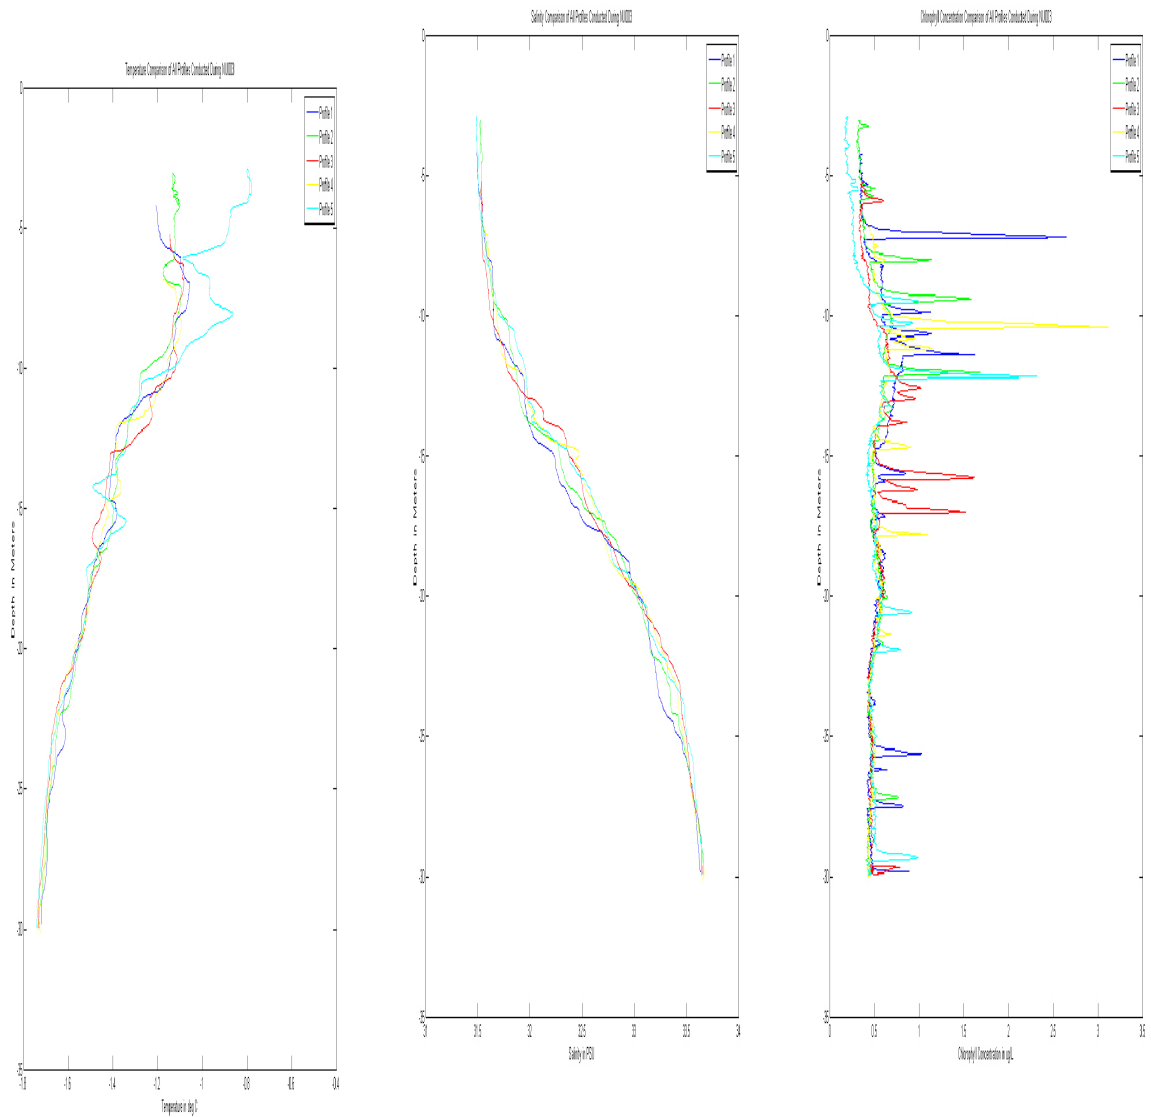 Temperature Comparison of All Profiles Conducted During NU0003
0
-5
-10
-15
-20
-25
-30
-35
-1.8
-1.6
-1.4
-1.2
-1
-0.8
-0.6
-0.4
Temperature in deg C
Depth in Meters
Profile 1
Profile 2
Profile 3
Profile 4
Profile 5
Salinity Comparison of All Profiles Conducted During NU0003
0
-5
-10
-15
-20
-25
-30
-35
31
31.5
32
32.5
33
33.5
34
Salinity in PSU
Depth in Meters
Profile 1
Profile 2
Profile 3
Profile 4
Profile 5
Chlorophyll Concentration Comparison of All Profiles Conducted During NU0003
0
-5
-10
-15
-20
-25
-30
-35
0
0.5
1
1.5
2
2.5
3
3.5
Chlorophyll Concentration in ug/L
Depth in Meters
Profile 1
Profile 2
Profile 3
Profile 4
Profile 5